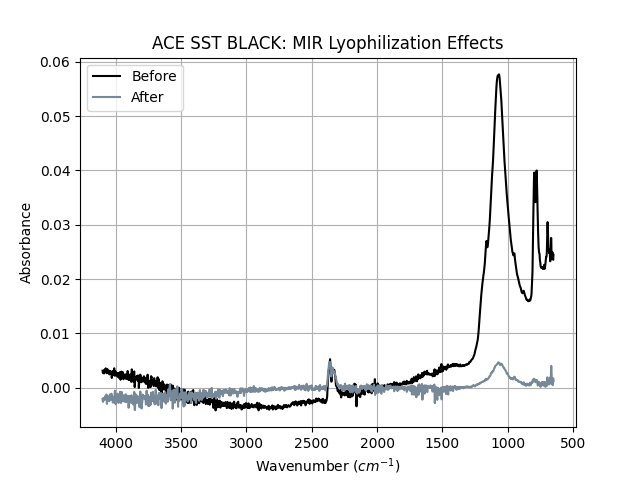 ACE SST BLACK: MIR Lyophilization Effects
Before
After
Absorbance
0.06
0.05
0.04
0.03
0.02
0.01
0.00
4000 3500 3000 2500 2000 1500 1000 500
Wavenumber (cm⁻¹)